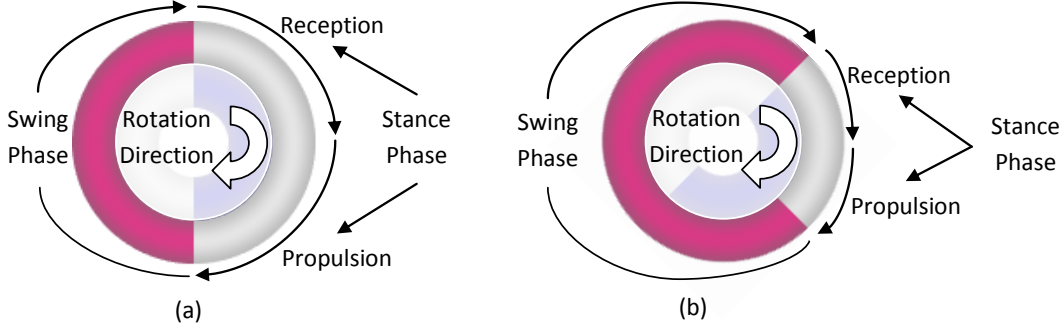 Reception
Swing
Phase
Rotation
Direction
Stance
Phase
Propulsion
(a)
Reception
Swing
Phase
Rotation
Direction
Stance
Phase
Propulsion
(b)